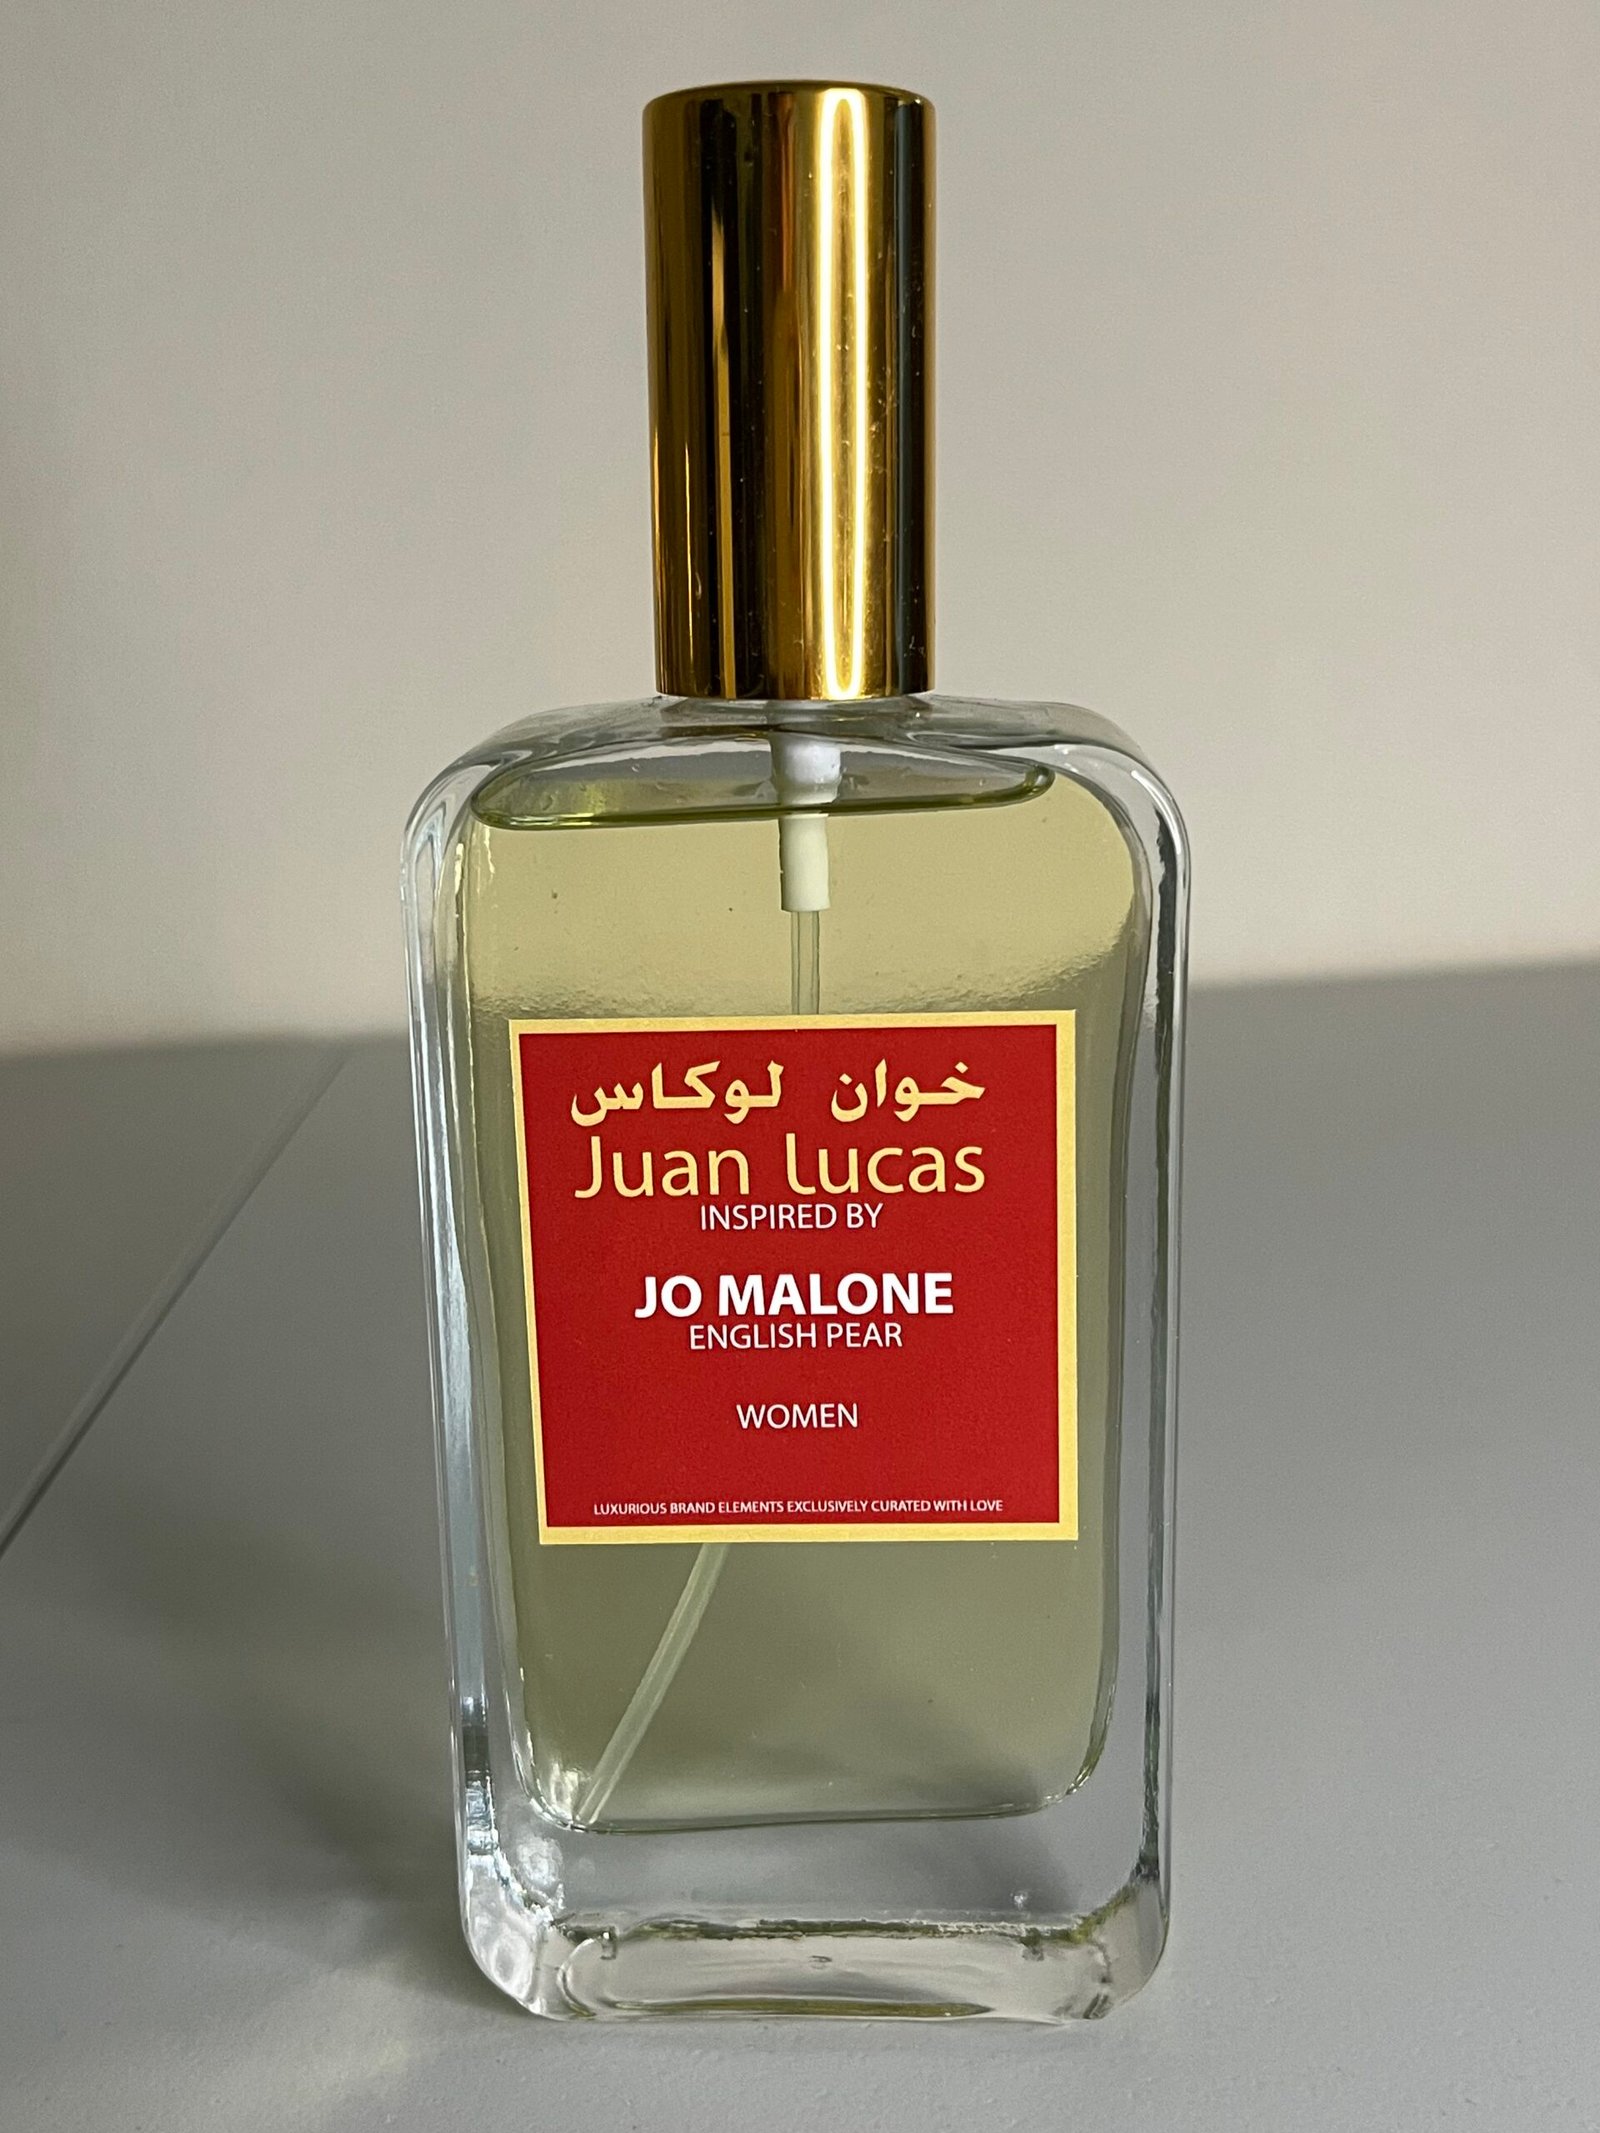 خوان لوكاس
Juan Lucas
INSPIRED BY
JO MALONE
ENGLISH PEAR
WOMEN
LUXURIOUS BRAND ELEMENTS EXCLUSIVELY CURATED WITH LOVE